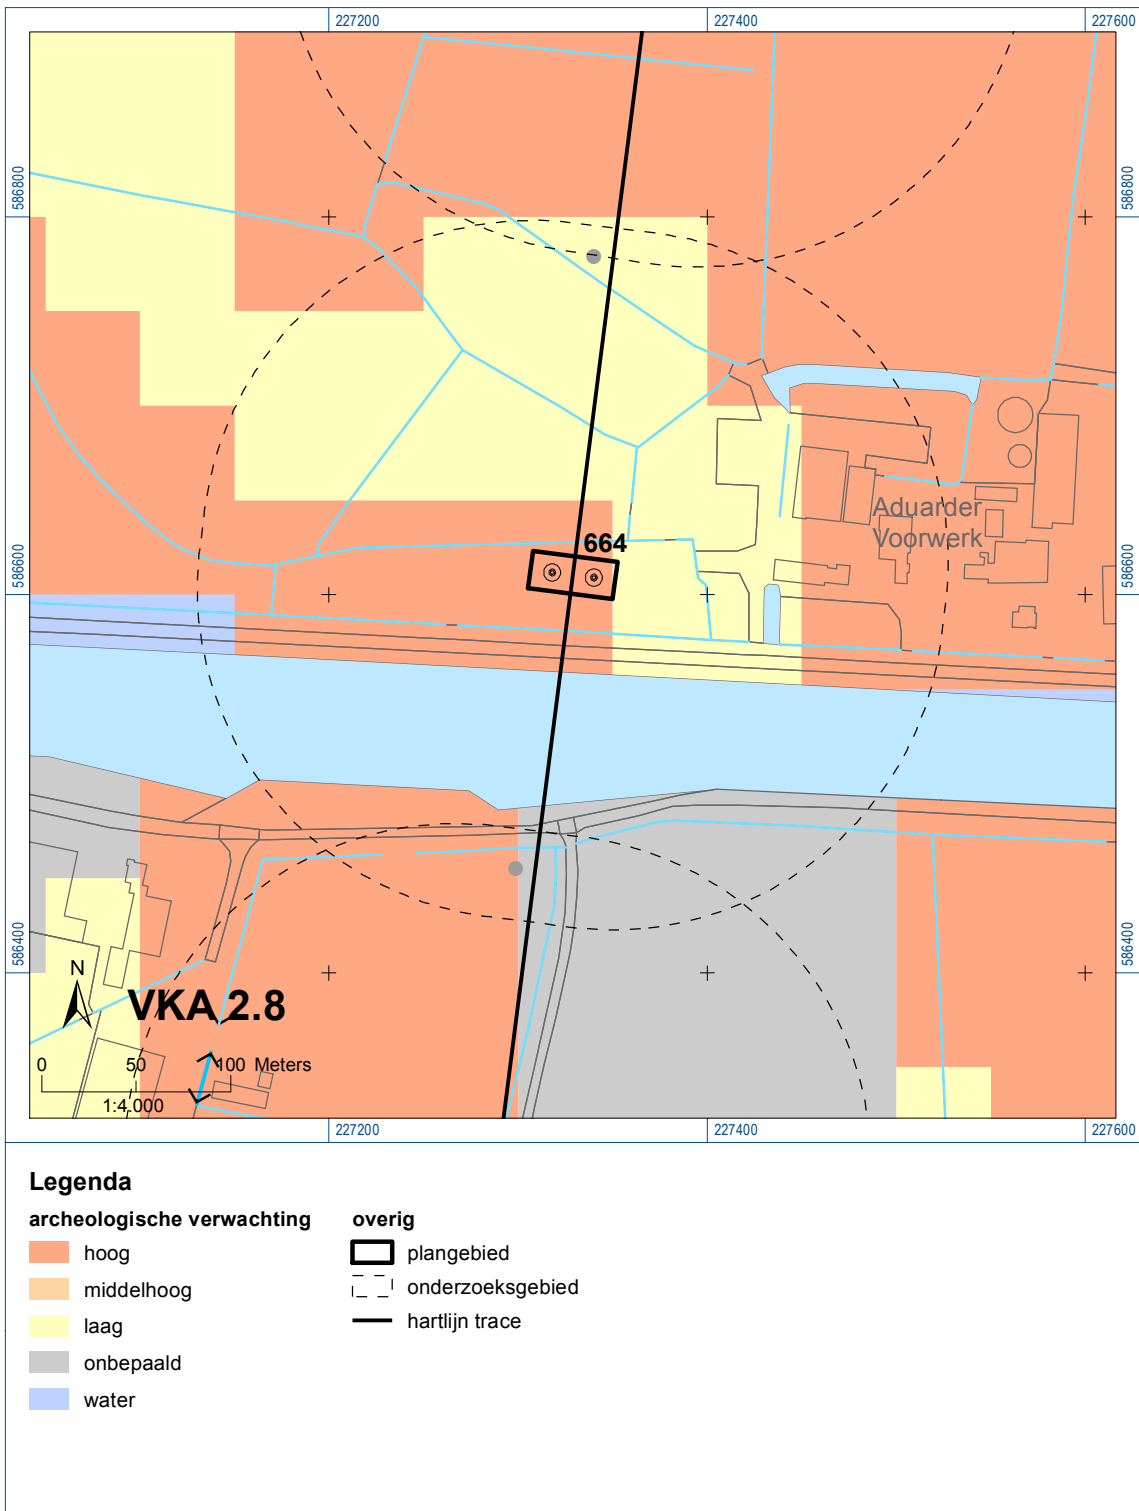 227200
227400
227600
586800
586800
664
Aduarder
Voorwerk
586600
586600
586400
586400
N
VKA 2.8
0
50
100 Meters
1:4.000
227200
227400
227600
Legenda
archeologische verwachting
hoog
middelhoog
laag
onbepaald
water
overig
plangebied
onderzoeksgebied
hartlijn trace